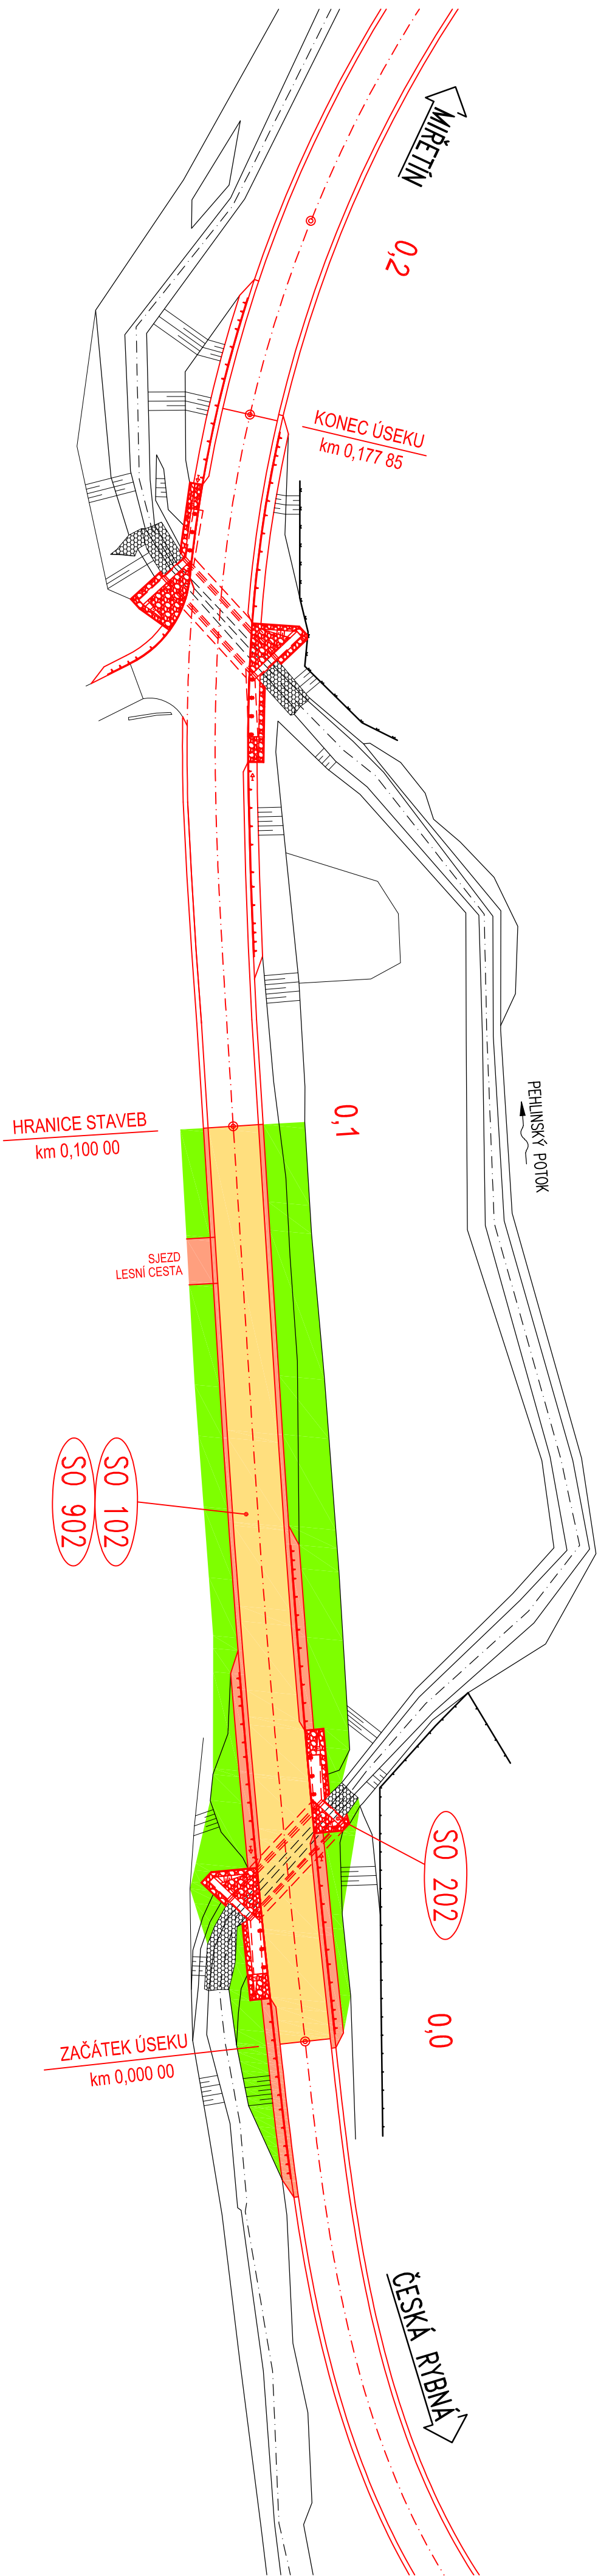 MIŘETÍN
0,2
KONEC ÚSEKU
km 0,177 85
PEHLINSKÝ POTOK
0,1
HRANICE STAVEB
km 0,100 00
SJEZD
LESNÍ CESTA
SO 102
SO 902
SO 202
0,0
ZAČÁTEK ÚSEKU
km 0,000 00
ČESKÁ RYBNÁ